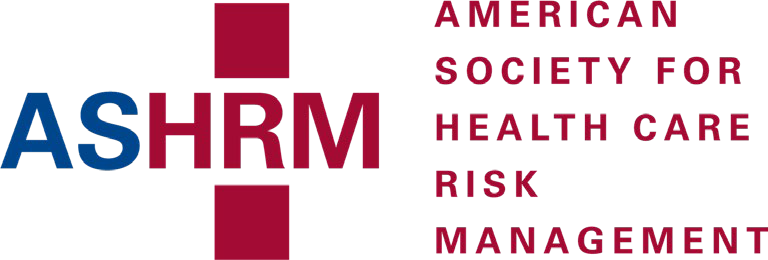 ASHRM
AMERICAN
SOCIETY FOR
HEALTH CARE
RISK
MANAGEMENT